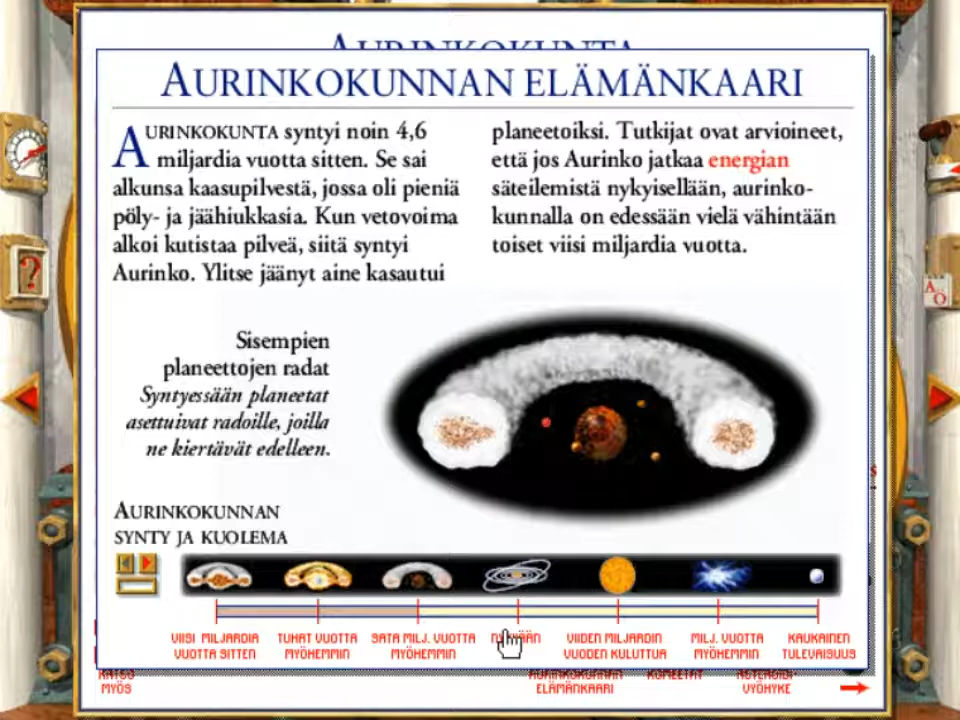 AURINKOKUNTA
AURINKOKUNNAN ELÄMÄNKAARI
AURINKOKUNTA syntyi noin 4,6
miljardia vuotta sitten. Se sai
alkunsa kaasupilvestä, jossa oli pieniä
pöly- ja jäähiukkasia. Kun vetovoima
alkoi kutistaa pilveä, siitä syntyi
Aurinko. Ylitse jäänyt aine kasautui
planeetoiksi. Tutkijat ovat arvioineet,
että jos Aurinko jatkaa energian
säteilemistä nykyisellään, aurinko-
kunnalla on edessään vielä vähintään
toiset viisi miljardia vuotta.
Sisempien
planeettojen radat
Syntyessään planeetat
asettuivat radoille, joilla
ne kiertävät edelleen.
AURINKOKUNNAN
SYNTY JA KUOLEMA
VIISI MILJARDIA
VUOTTA SITTEN
TUHAT VUOTTA
MYÖHEMMIN
SATA MILJ. VUOTTA
MYÖHEMMIN
VIIDEN MILJARDIN
VUODEN KULUTTUA
MILJ. VUOTTA
MYÖHEMMIN
KAUKAINEN
TULEVAISUUS
KATSO
MYÖS
AURINKOKUNNAN
ELÄMÄNKAARI
KOMEETAT
ASTEROIDI-
VYÖHYKE
?
A
O